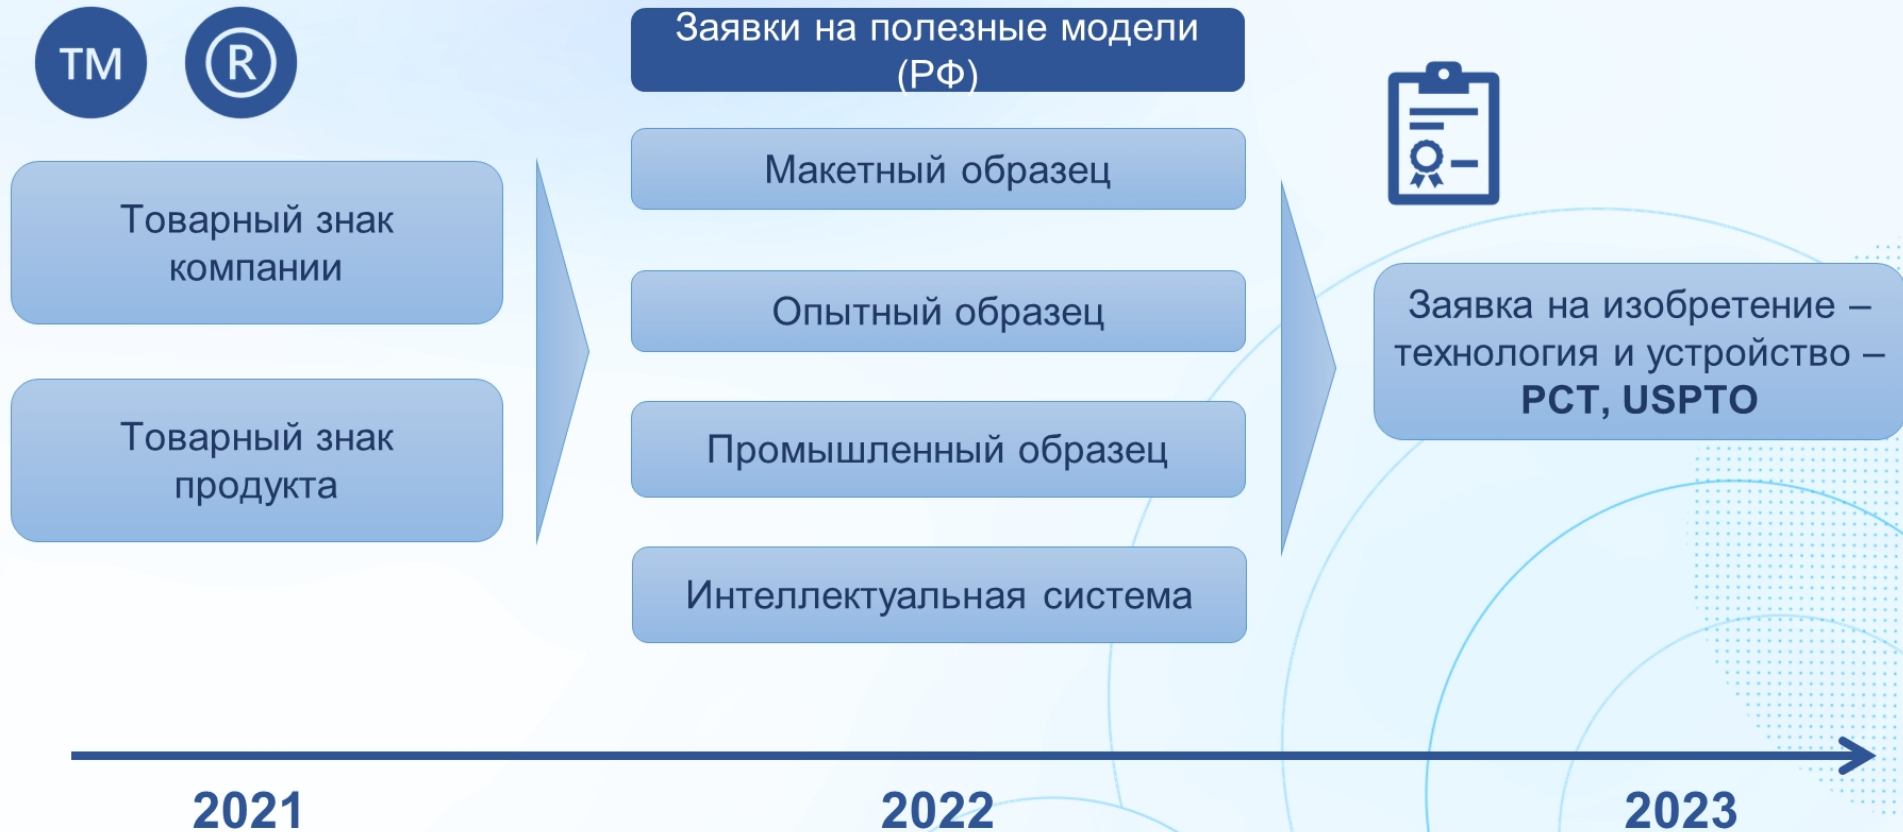 TM ®
Товарный знак
компании
Товарный знак
продукта
Заявки на полезные модели
(РФ)
Макетный образец
Опытный образец
Промышленный образец
Интеллектуальная система
Заявка на изобретение –
технология и устройство –
PCT, USPTO
2021
2022
2023